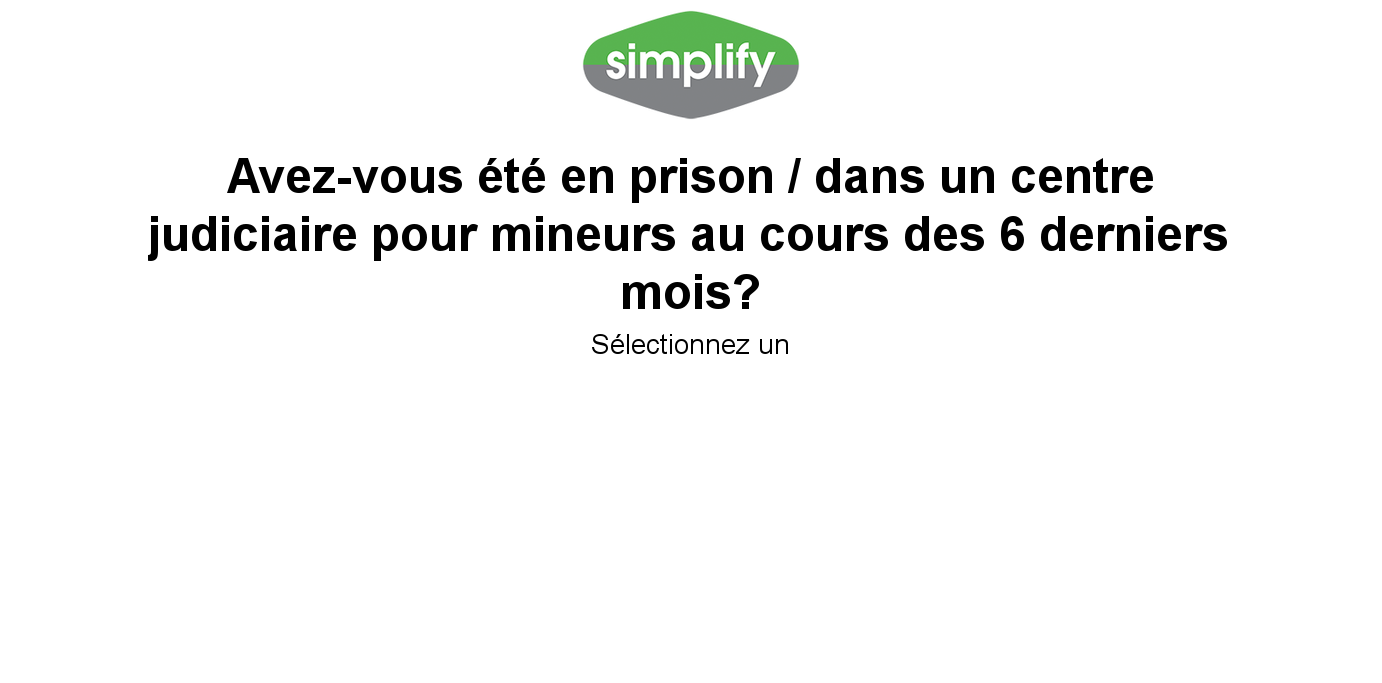 simplify
Avez-vous été en prison / dans un centre
judiciaire pour mineurs au cours des 6 derniers
mois?
Sélectionnez un